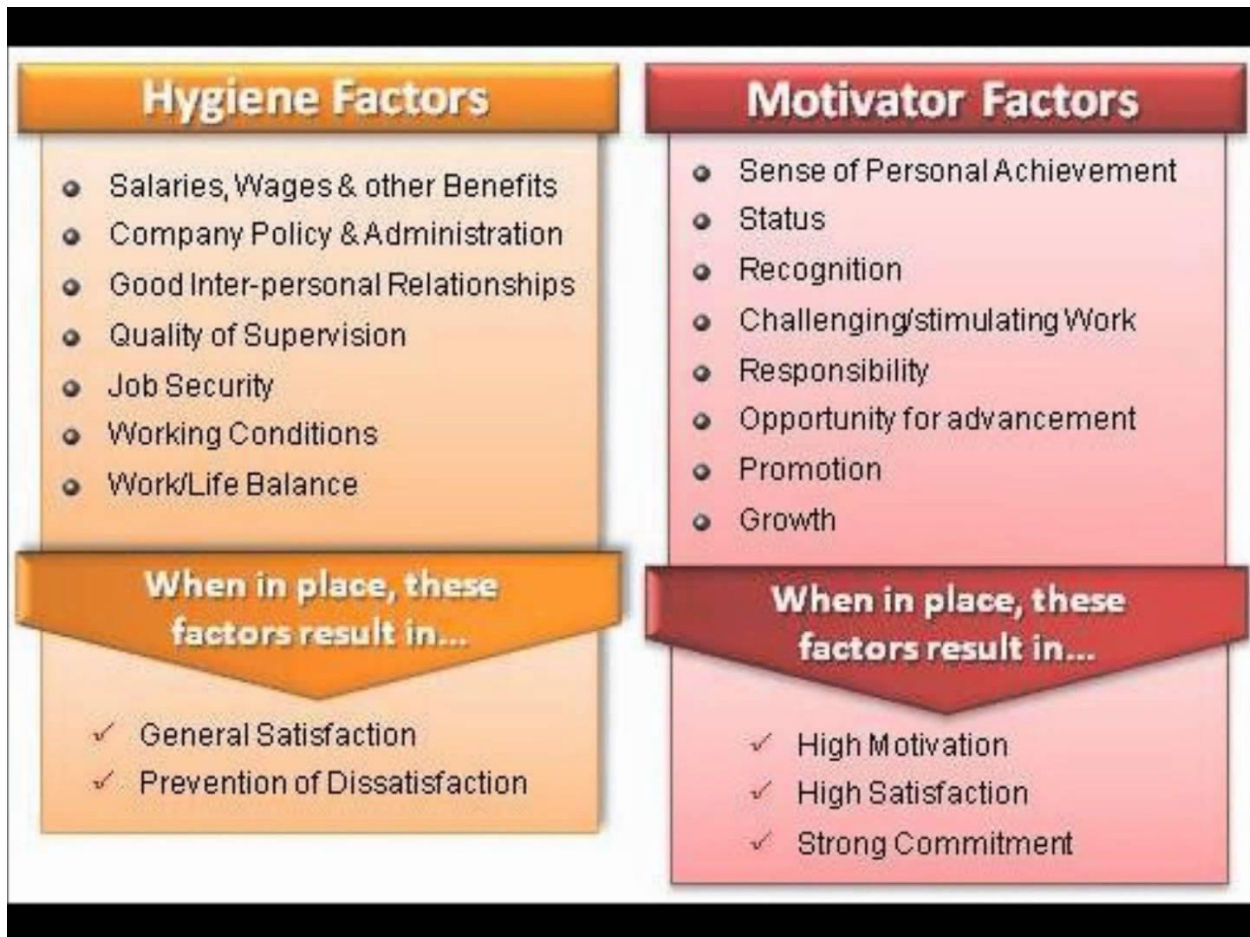 Hygiene Factors
Salaries, Wages & other Benefits
Company Policy & Administration
Good Inter-personal Relationships
Quality of Supervision
Job Security
Working Conditions
Work/Life Balance
When in place, these
factors result in...
General Satisfaction
Prevention of Dissatisfaction
Motivator Factors
Sense of Personal Achievement
Status
Recognition
Challenging/stimulating Work
Responsibility
Opportunity for advancement
Promotion
Growth
When in place, these
factors result in...
High Motivation
High Satisfaction
Strong Commitment